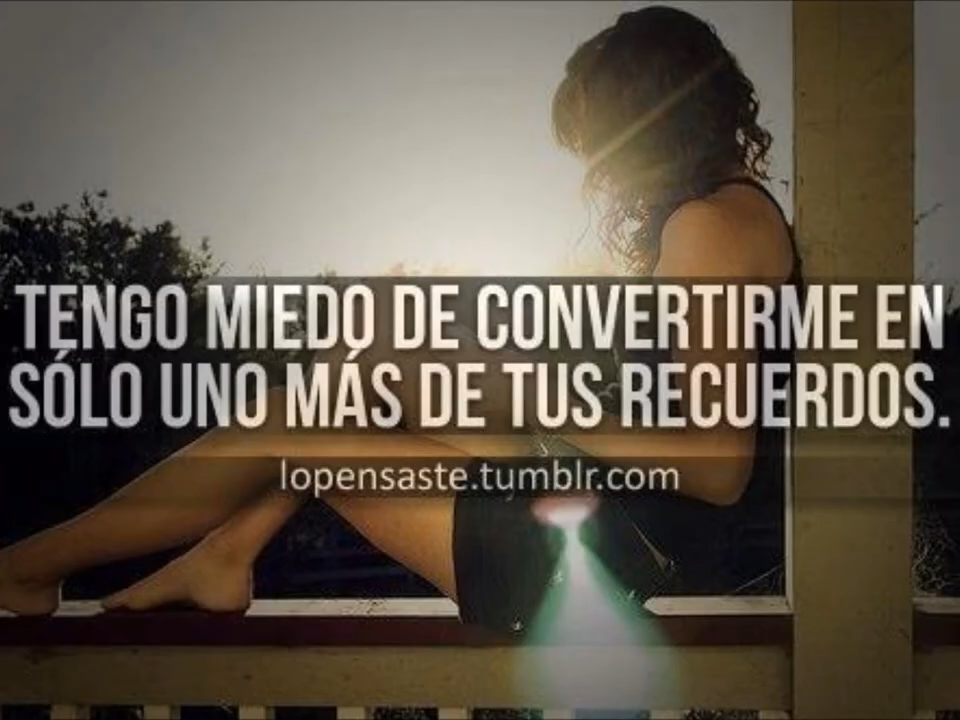 TENGO MIEDO DE CONVERTIRME EN
SÓLO UNO MÁS DE TUS RECUERDOS.
lopensaste.tumblr.com